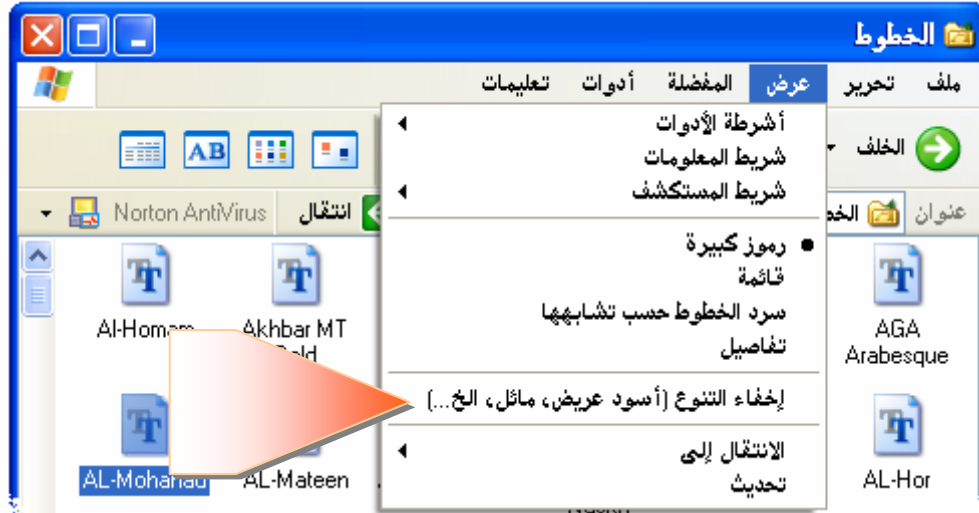 الخطوط
ملف تحرير عرض المفضلة أدوات تعليمات
الخلف
عنوان
انتقال Norton AntiVirus
أشرطة الأدوات
شريط المعلومات
شريط المستكشف
رموز كبيرة
قائمة
سرد الخطوط حسب تشابهها
تفاصيل
إخفاء التنوع (أسود عريض، مائل، الخ...)
الانتقال إلى
تحديث
AB
AGA
Arabesque
Akhbar MT
Al-Homam
AL-Hor
AL-Mateen
AL-Mohanad